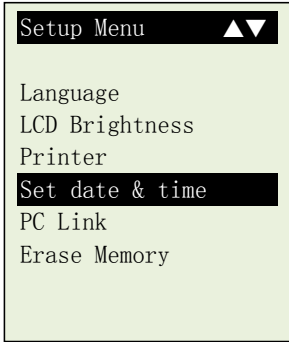 Setup Menu ▲▼
Language
LCD Brightness
Printer
Set date & time
PC Link
Erase Memory